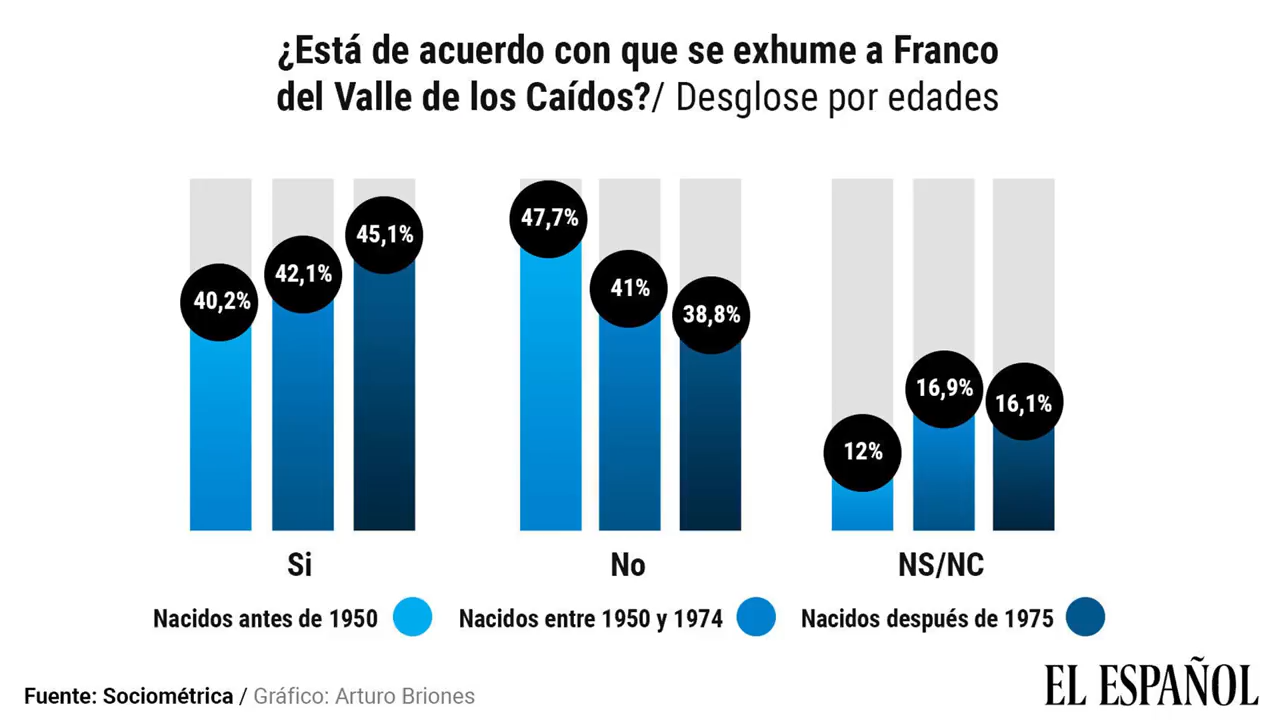 ¿Está de acuerdo con que se exhume a Franco
del Valle de los Caídos?/ Desglose por edades
40,2%
42,1%
45,1%
47,7%
41%
38,8%
12%
16,9%
16,1%
Si
No
NS/NC
Nacidos antes de 1950
Nacidos entre 1950 y 1974
Nacidos después de 1975
Fuente: Sociométrica / Gráfico: Arturo Briones
EL ESPAÑOL